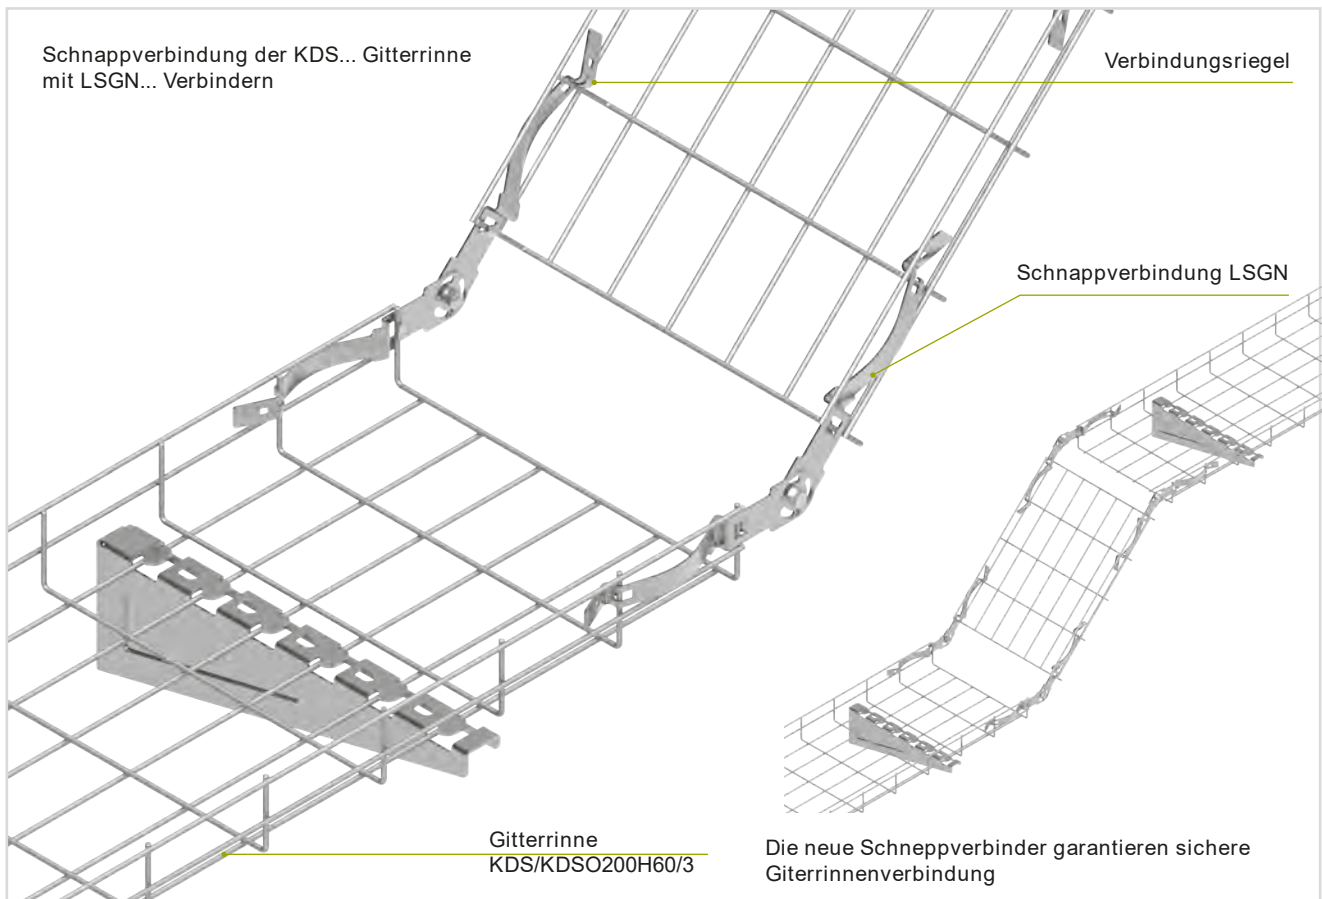 Schnappverbindung der KDS... Gitterrinne
mit LSGN... Verbindern
Verbindungsriegel
Schnappverbindung LSGN
Gitterrinne
KDS/KDSO200H60/3
Die neue Schneppverbinder garantieren sichere
Giterrinnenverbindung